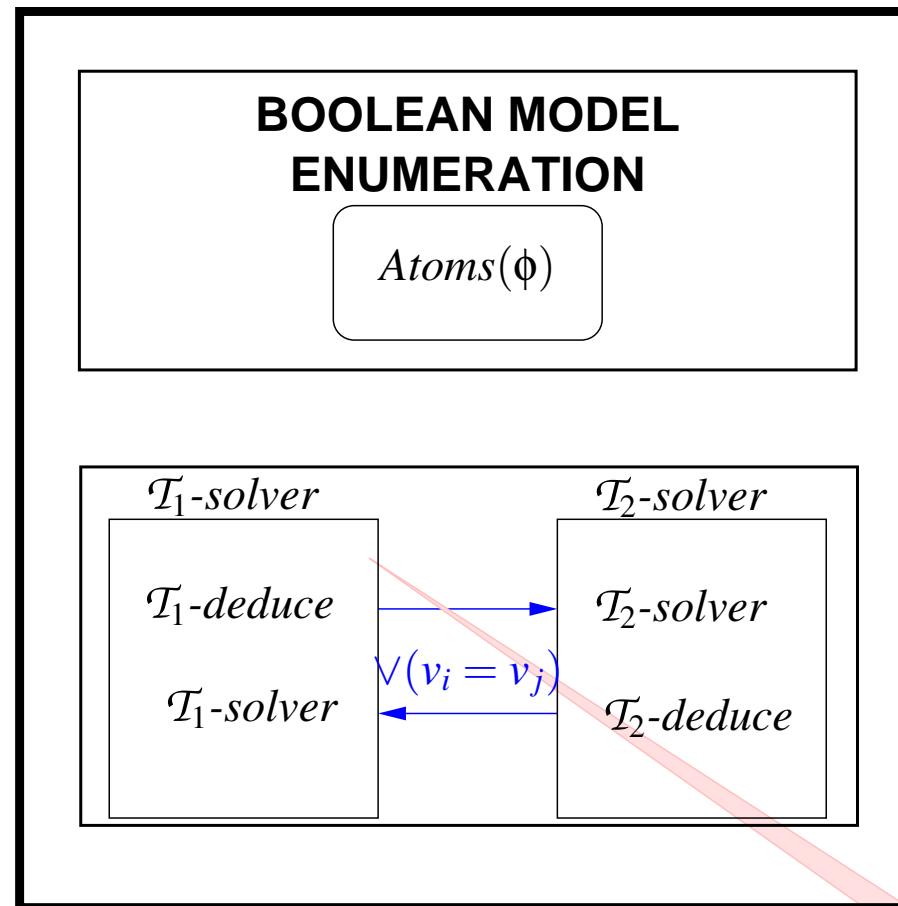 BOOLEAN MODEL
ENUMERATION
Atoms(ϕ)
𝒯₁-solver 𝒯₂-solver
𝒯₁-deduce 𝒯₂-solver
∨(vᵢ = vⱼ)
𝒯₁-solver 𝒯₂-deduce